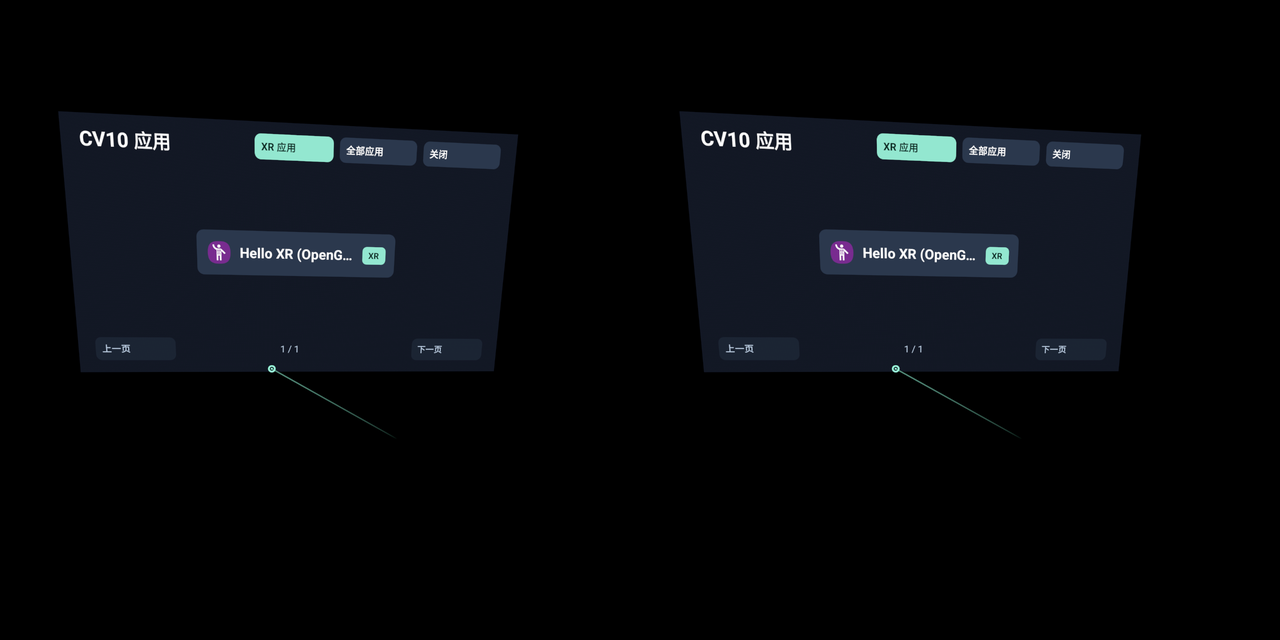 CV10 应用
XR 应用
全部应用
关闭
Hello XR (OpenG...
XR
上一页
1 / 1
下一页
CV10 应用
XR 应用
全部应用
关闭
Hello XR (OpenG...
XR
上一页
1 / 1
下一页